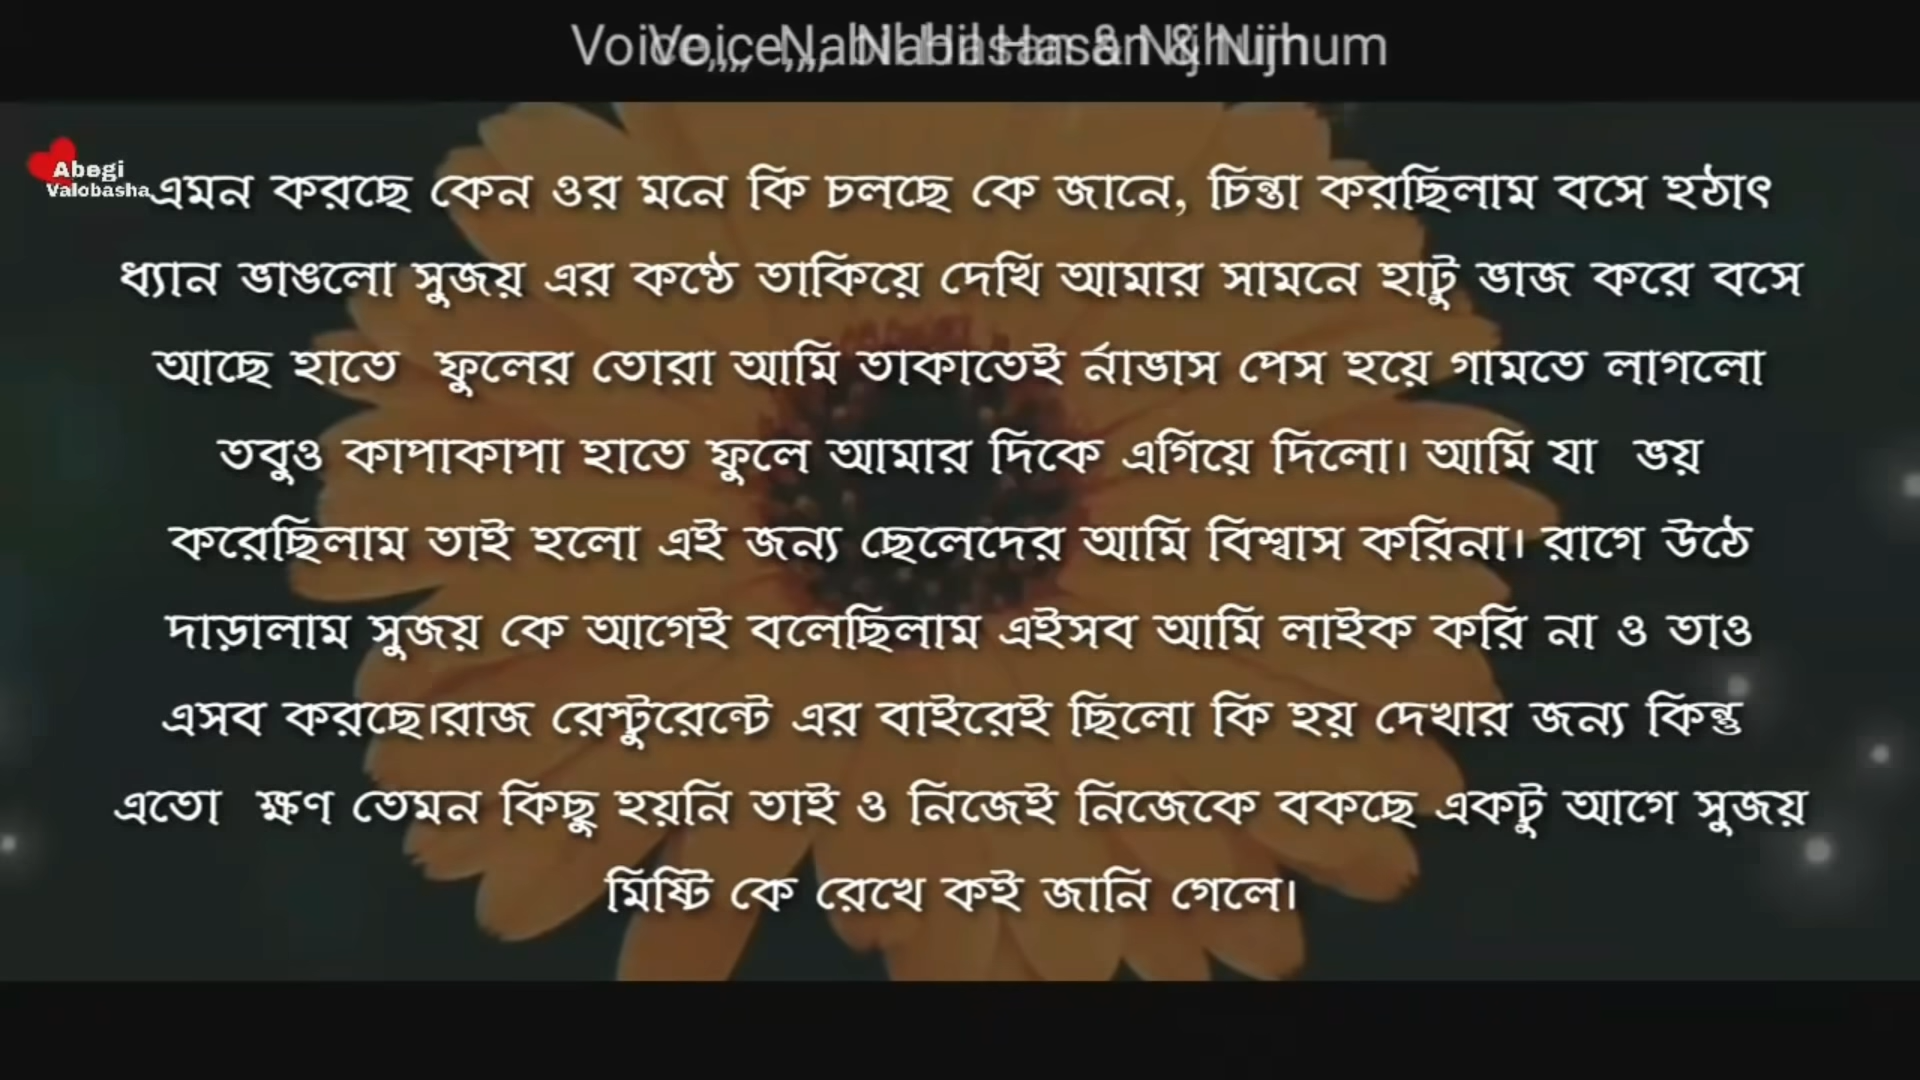 Voice,,,, Nabil Hasan & Nijhum
Abegi
Valobasha
এমন করছে কেন ওর মনে কি চলছে কে জানে, চিন্তা করছিলাম বসে হঠাৎ
ধ্যান ভাঙলো সুজয় এর কণ্ঠে তাকিয়ে দেখি আমার সামনে হাটু ভাজ করে বসে
আছে হাতে ফুলের তোরা আমি তাকাতেই র্নাভাস পেস হয়ে গামতে লাগলো
তবুও কাপাকাপা হাতে ফুলে আমার দিকে এগিয়ে দিলো। আমি যা ভয়
করেছিলাম তাই হলো এই জন্য ছেলেদের আমি বিশ্বাস করিনা। রাগে উঠে
দাড়ালাম সুজয় কে আগেই বলেছিলাম এইসব আমি লাইক করি না ও তাও
এসব করছে।রাজ রেস্টুরেন্টে এর বাইরেই ছিলো কি হয় দেখার জন্য কিন্তু
এতো ক্ষণ তেমন কিছু হয়নি তাই ও নিজেই নিজেকে বকছে একটু আগে সুজয়
মিষ্টি কে রেখে কই জানি গেলে।